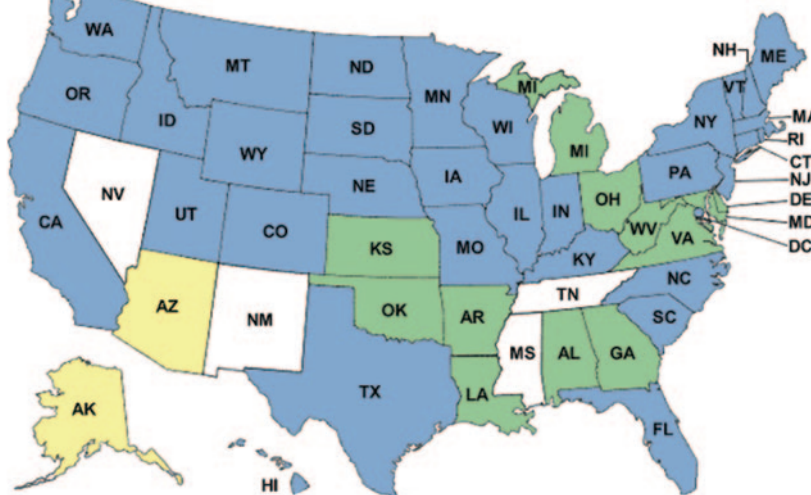 WA
MT
ND
MN
MI
NH
ME
VT
OR
ID
SD
WI
NY
MA
WY
MI
RI
CT
PA
NJ
NV
NE
IA
OH
DE
CA
UT
CO
IL
IN
WV
MD
VA
DC
KS
MO
KY
NC
AZ
NM
OK
AR
TN
SC
MS
AL
GA
TX
LA
AK
FL
HI